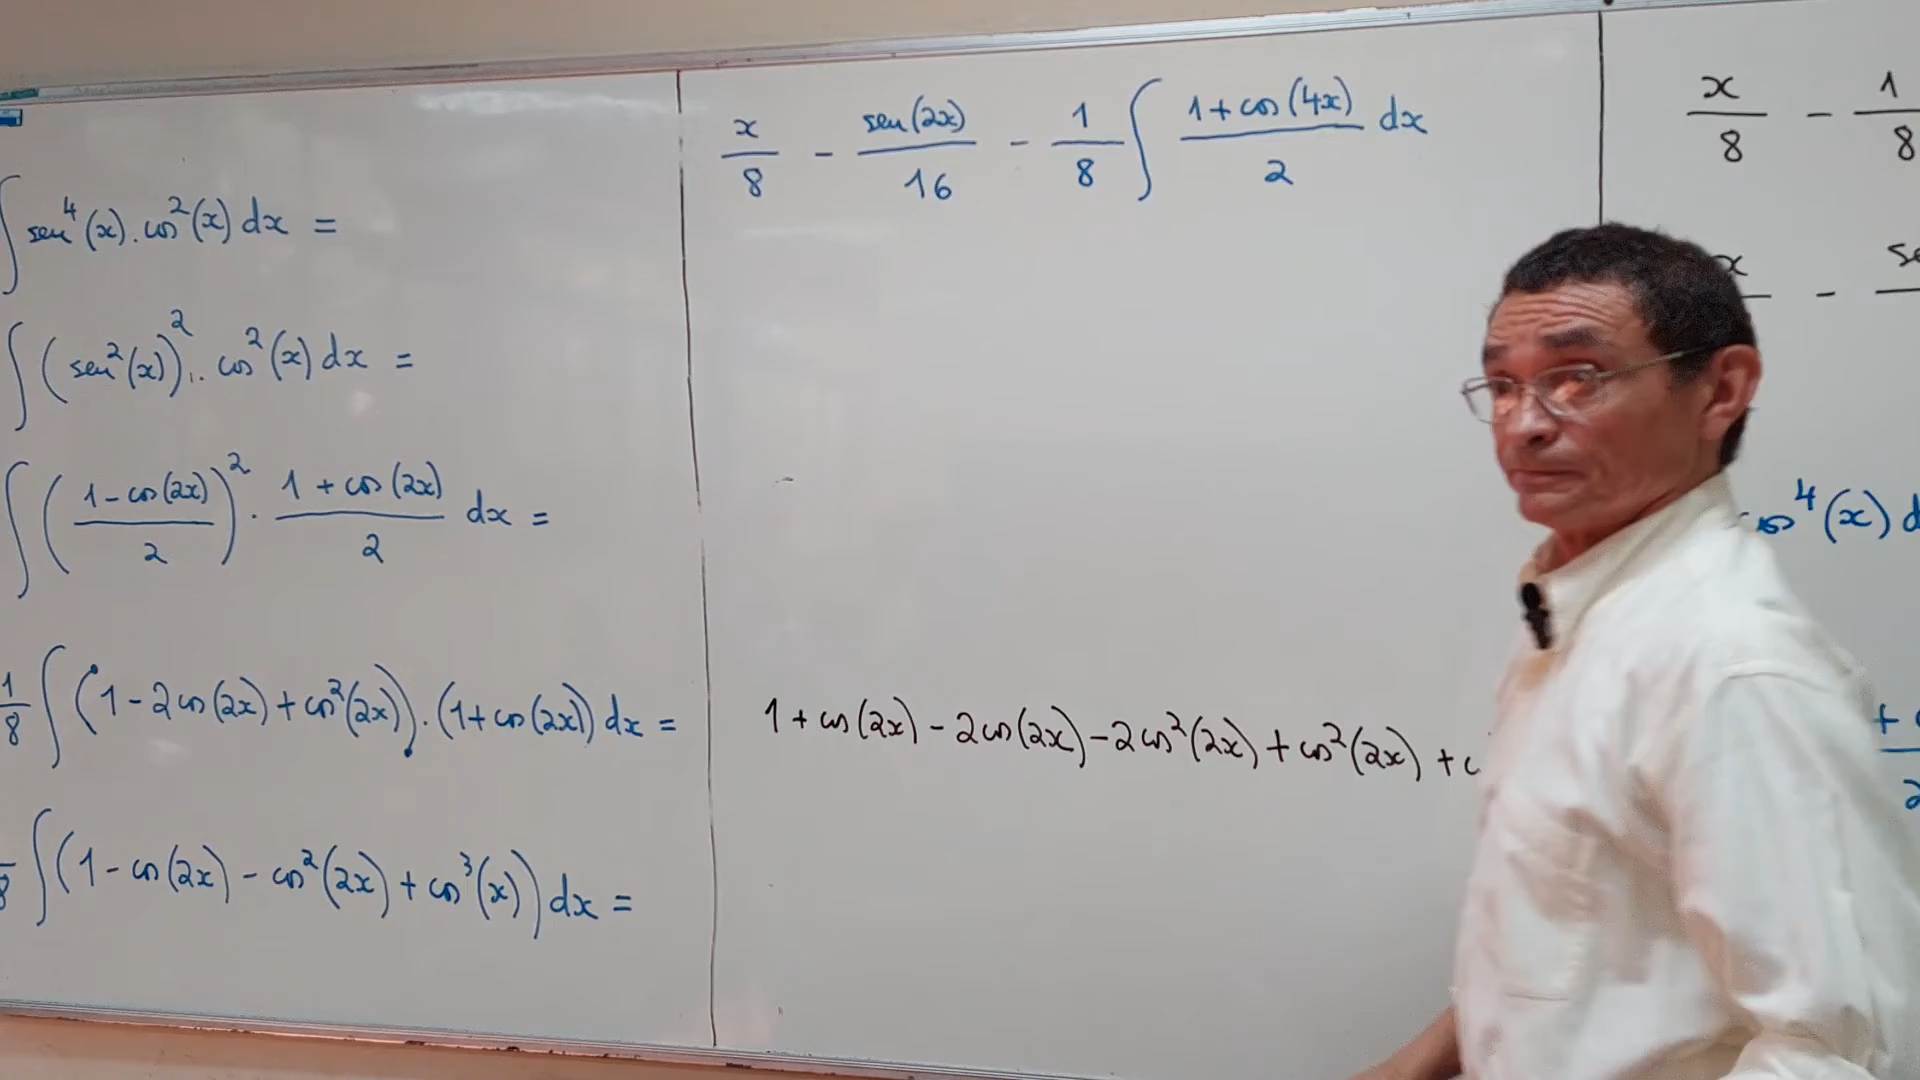 ∫ sen⁴(x).cos²(x) dx =
∫ (sen²(x))². cos²(x) dx =
∫ ((1-cos(2x))/2)² . (1+cos(2x))/2 dx =
1/8 ∫ (1-2cos(2x)+cos²(2x)).(1+cos(2x)) dx =
∫ (1-cos(2x)-cos²(2x)+cos³(x)) dx =
x/8 - sen(2x)/16 - 1/8 ∫ (1+cos(4x))/2 dx
1+cos(2x)-2cos(2x)-2cos²(2x)+cos²(2x)+
x/8 - 1/8
x -
cos⁴(x)
+
2